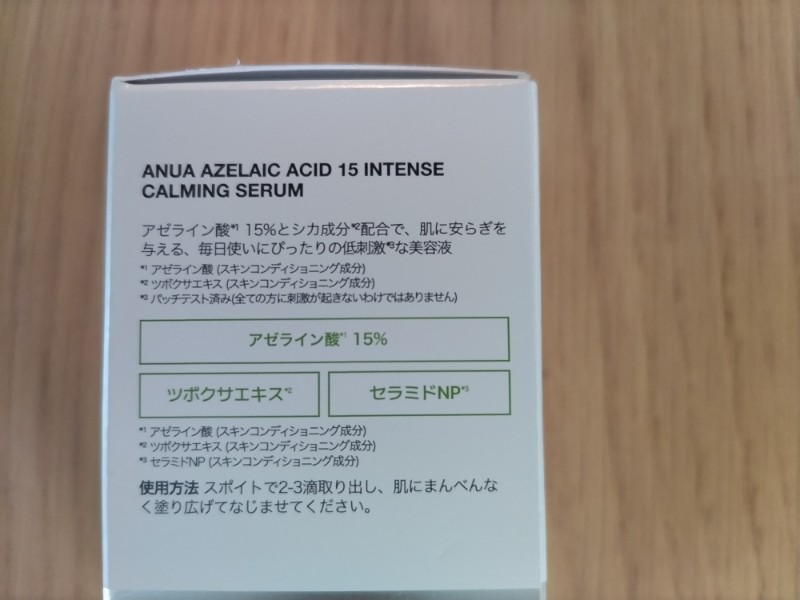 ANUA AZELAIC ACID 15 INTENSE
CALMING SERUM
アゼライン酸*1 15%とシカ成分*2配合で、肌に安らぎを
与える、毎日使いにぴったりの低刺激*3な美容液
*1 アゼライン酸 (スキンコンディショニング成分)
*2 ツボクサエキス (スキンコンディショニング成分)
*3 パッチテスト済み(全ての方に刺激が起きないわけではありません)
アゼライン酸*1 15%
ツボクサエキス*2 セラミドNP*3
*1 アゼライン酸 (スキンコンディショニング成分)
*2 ツボクサエキス (スキンコンディショニング成分)
*3 セラミドNP (スキンコンディショニング成分)
使用方法 スポイトで2-3滴取り出し、肌にまんべんな
く塗り広げてなじませてください。